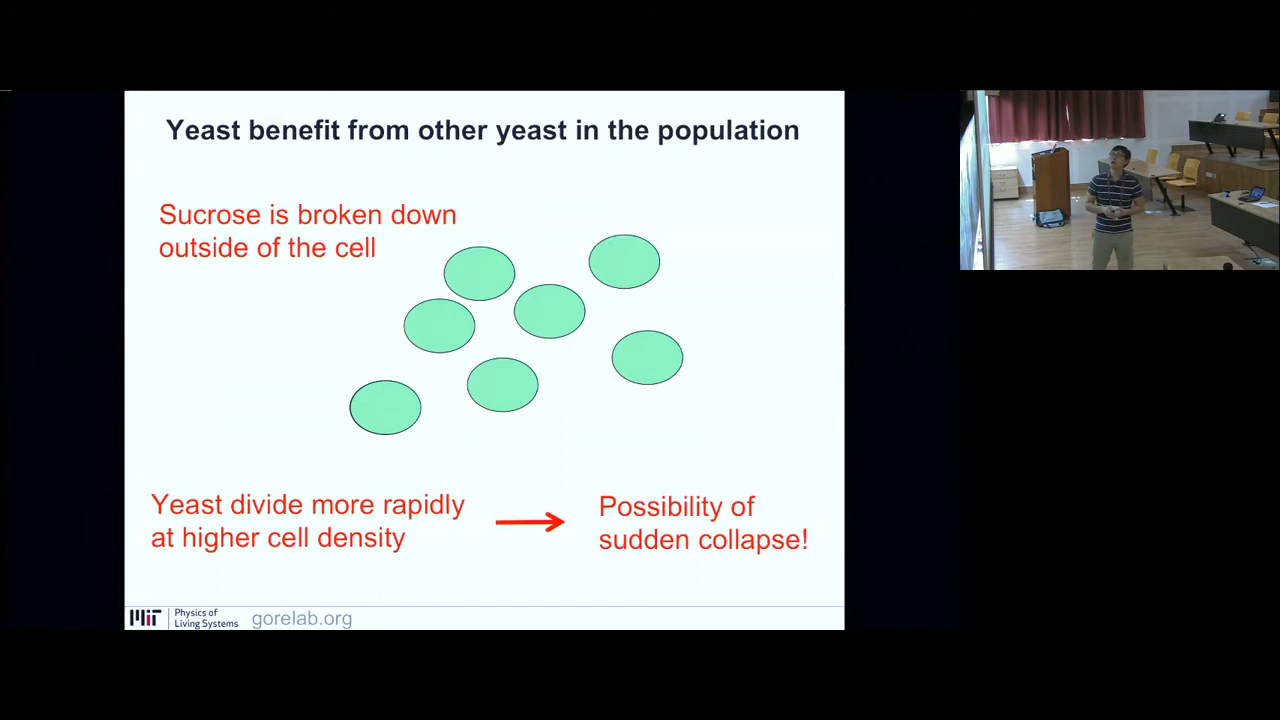 Yeast benefit from other yeast in the population
Sucrose is broken down
outside of the cell
Yeast divide more rapidly
at higher cell density
Possibility of
sudden collapse!
MIT
Physics of
Living Systems
gorelab.org